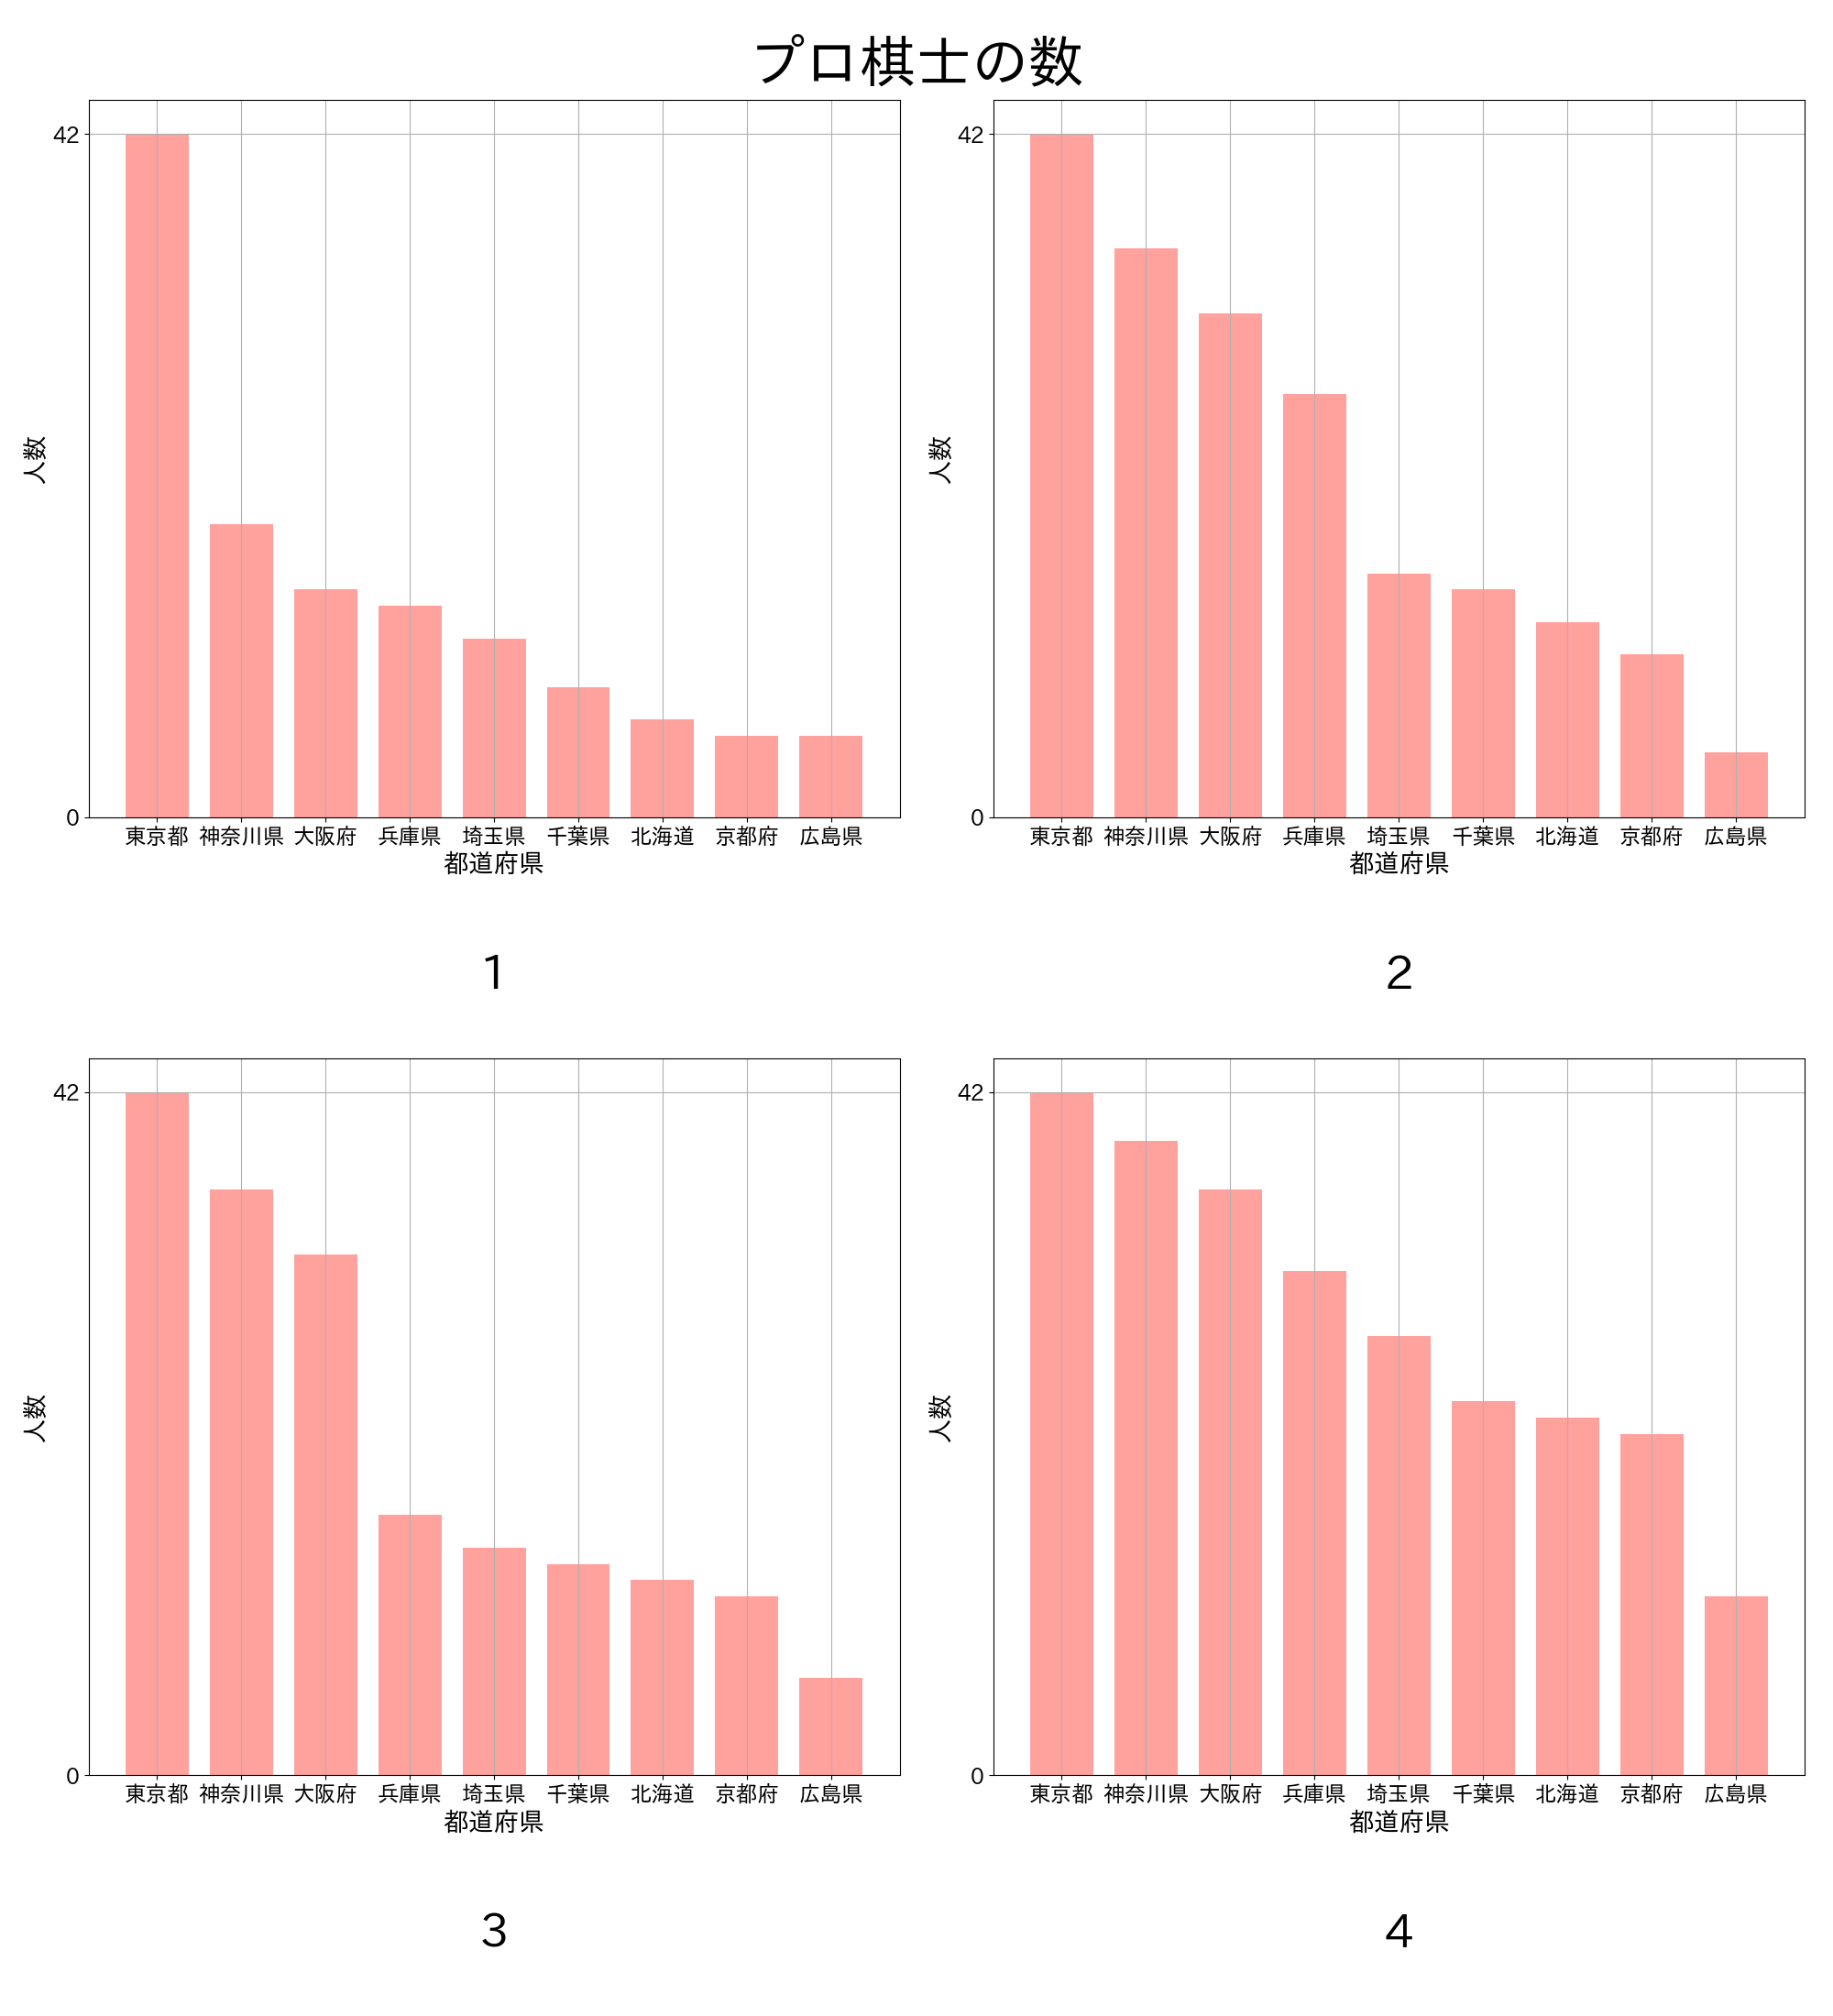 プロ棋士の数
42
人数
0
東京都 神奈川県 大阪府 兵庫県 埼玉県 千葉県 北海道 京都府 広島県
都道府県
1
42
人数
0
東京都 神奈川県 大阪府 兵庫県 埼玉県 千葉県 北海道 京都府 広島県
都道府県
2
42
人数
0
東京都 神奈川県 大阪府 兵庫県 埼玉県 千葉県 北海道 京都府 広島県
都道府県
3
42
人数
0
東京都 神奈川県 大阪府 兵庫県 埼玉県 千葉県 北海道 京都府 広島県
都道府県
4